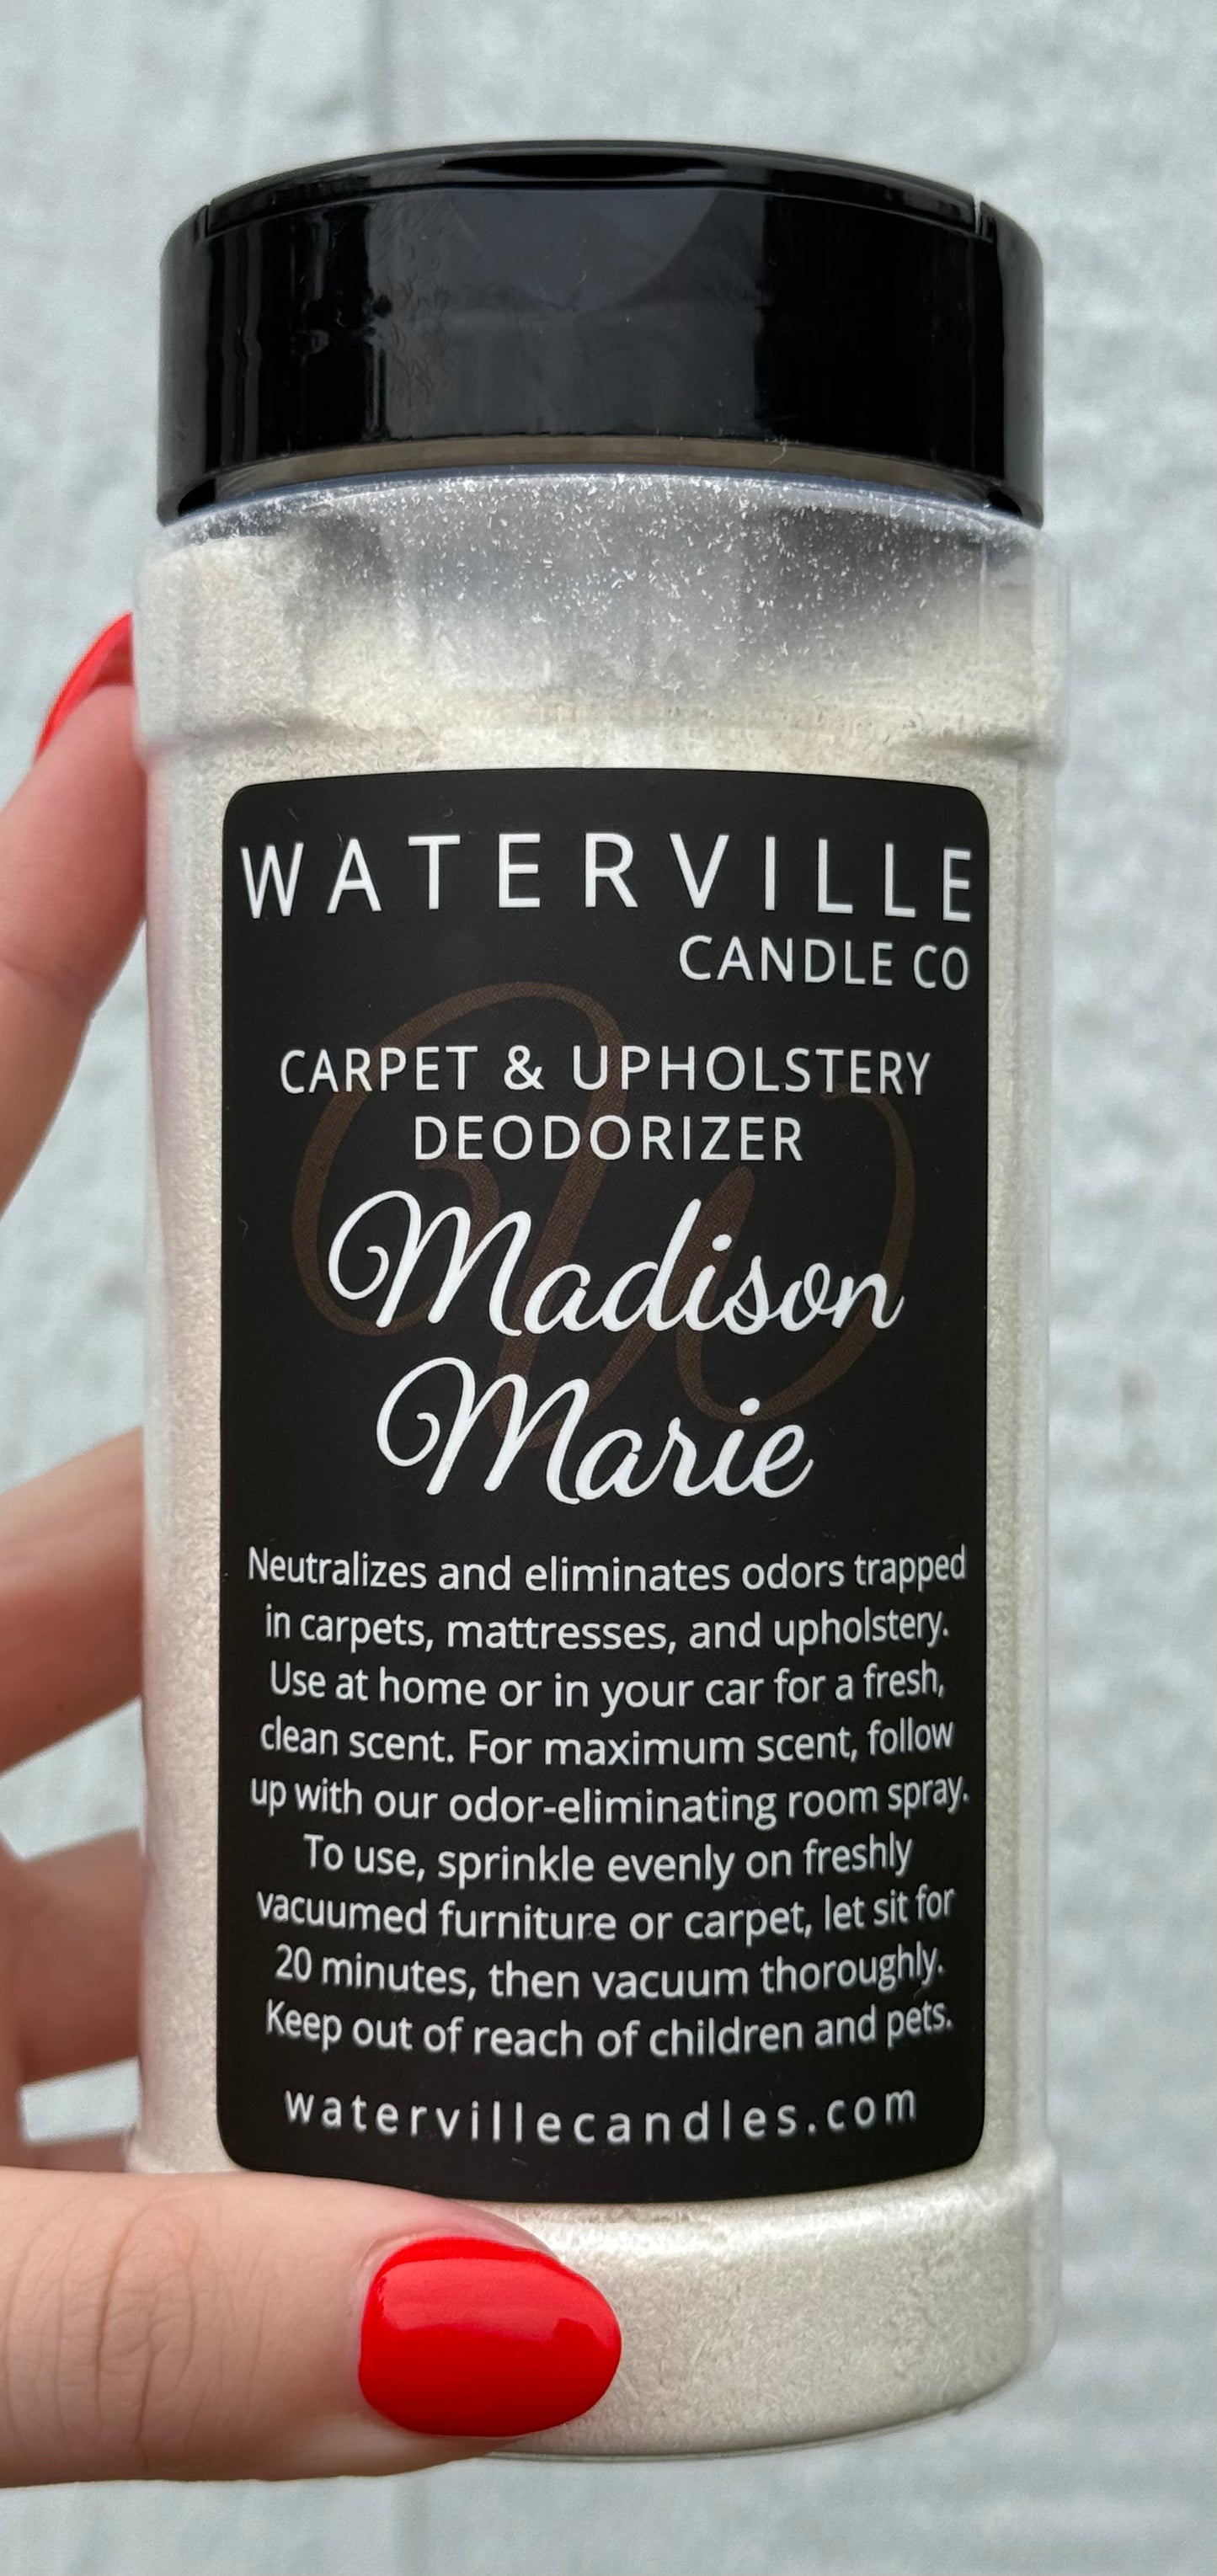 WATERVILLE
CANDLE CO
CARPET & UPHOLSTERY
DEODORIZER
Madison
Marie
Neutralizes and eliminates odors trapped
in carpets, mattresses, and upholstery.
Use at home or in your car for a fresh,
clean scent. For maximum scent, follow
up with our odor-eliminating room spray.
To use, sprinkle evenly on freshly
vacuumed furniture or carpet, let sit for
20 minutes, then vacuum thoroughly.
Keep out of reach of children and pets.
watervillecandles.com